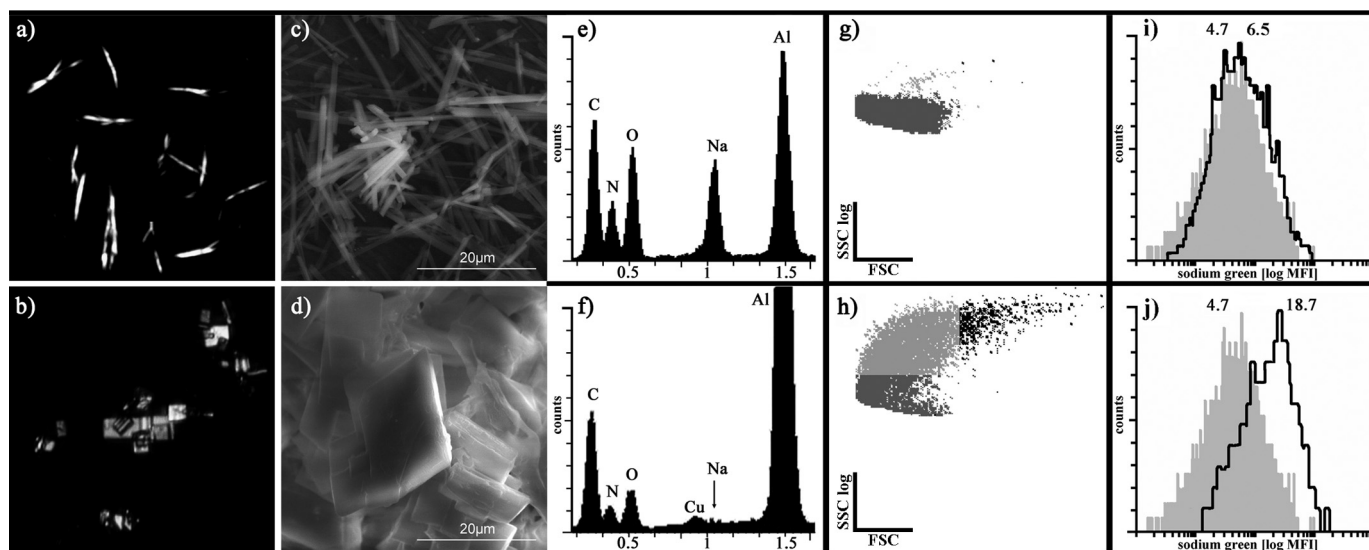 a)
c)
e)
C
N
O
Na
Al
counts
0.5
1
1.5
20µm
g)
SSC log
FSC
i)
4.7 6.5
counts
sodium green [log MFI]
b)
d)
f)
C
N
O
Cu
Na
Al
counts
0.5
1
1.5
20µm
h)
SSC log
FSC
j)
4.7 18.7
counts
sodium green [log MFI]